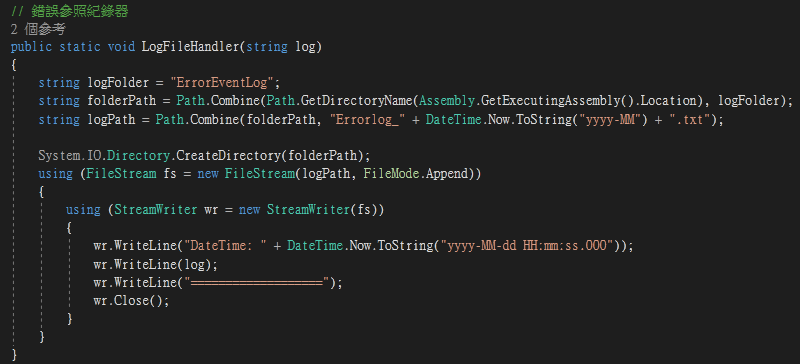 // 錯誤參照紀錄器
2 個參考
public static void LogFileHandler(string log)
{
    string logFolder = "ErrorEventLog";
    string folderPath = Path.Combine(Path.GetDirectoryName(Assembly.GetExecutingAssembly().Location), logFolder);
    string logPath = Path.Combine(folderPath, "Errorlog_" + DateTime.Now.ToString("yyyy-MM") + ".txt");

    System.IO.Directory.CreateDirectory(folderPath);
    using (FileStream fs = new FileStream(logPath, FileMode.Append))
    {
        using (StreamWriter wr = new StreamWriter(fs))
        {
            wr.WriteLine("DateTime: " + DateTime.Now.ToString("yyyy-MM-dd HH:mm:ss.000"));
            wr.WriteLine(log);
            wr.WriteLine("===================");
            wr.Close();
        }
    }
}